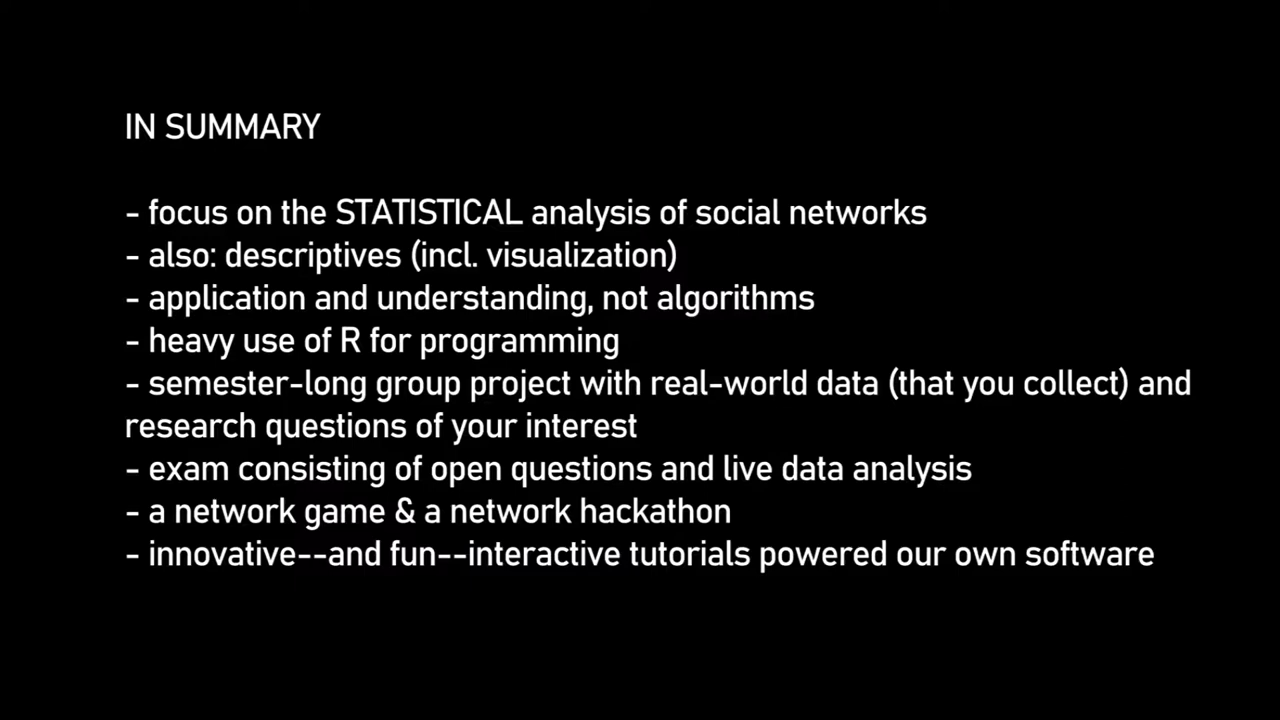 IN SUMMARY
- focus on the STATISTICAL analysis of social networks
- also: descriptives (incl. visualization)
- application and understanding, not algorithms
- heavy use of R for programming
- semester-long group project with real-world data (that you collect) and
research questions of your interest
- exam consisting of open questions and live data analysis
- a network game & a network hackathon
- innovative--and fun--interactive tutorials powered our own software